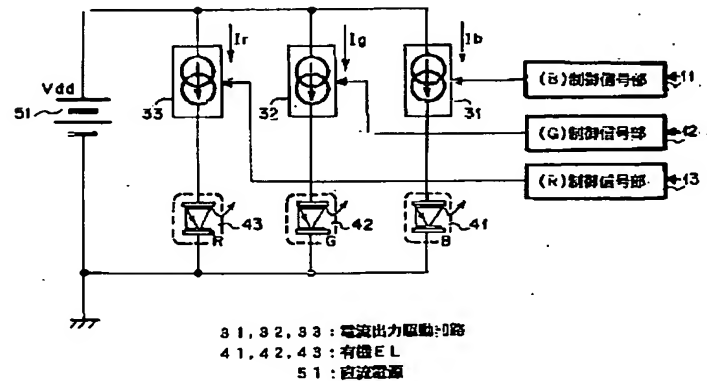 Ir
Ig
Ib
Vdd
51
33
32
31
(B)制御信号部
11
(G)制御信号部
12
(R)制御信号部
13
R
43
G
42
B
41
31,32,33:電流出力駆動回路
41,42,43:有機EL
51:直流電源